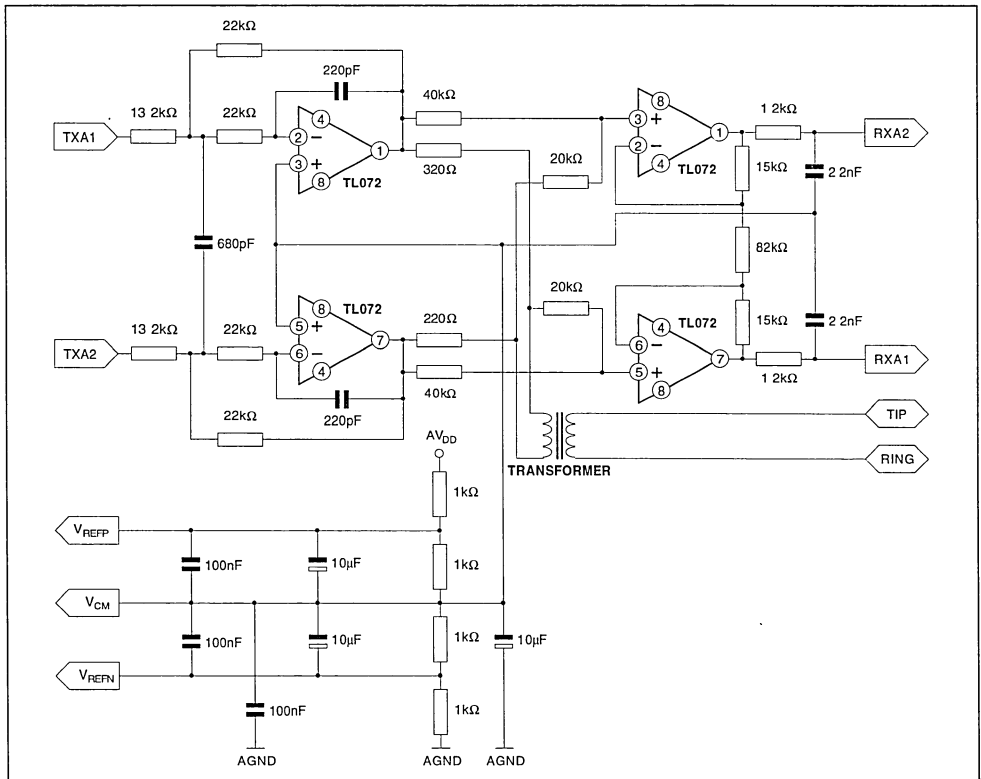 22kΩ
220pF
13 2kΩ
22kΩ
40kΩ
1 2kΩ
TXA1
4
2 −
3 +
1
8
TL072
320Ω
20kΩ
8
3 +
2 −
1
4
TL072
15kΩ
RXA2
2 2nF
680pF
82kΩ
TL072
13 2kΩ
22kΩ
8
5 +
6 −
7
4
220Ω
20kΩ
TL072
4
6 −
5 +
7
8
15kΩ
2 2nF
TXA2
RXA1
1 2kΩ
220pF
40kΩ
22kΩ
TIP
AVDD
RING
TRANSFORMER
1kΩ
VREFP
100nF
10µF
1kΩ
VCM
100nF
10µF
1kΩ
10µF
VREFN
100nF
1kΩ
AGND
AGND
AGND